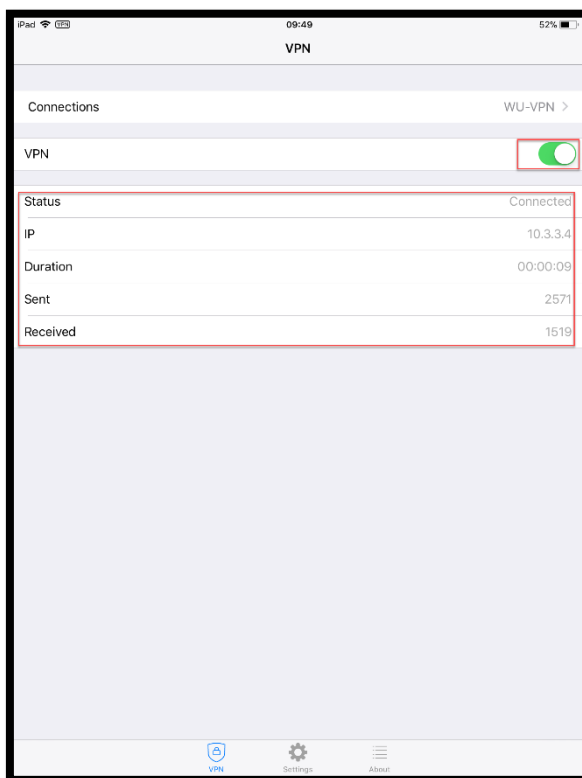 iPad VPN 09:49 52%
VPN
Connections WU-VPN >
VPN
Status Connected
IP 10.3.3.4
Duration 00:00:09
Sent 2571
Received 1519
VPN Settings About